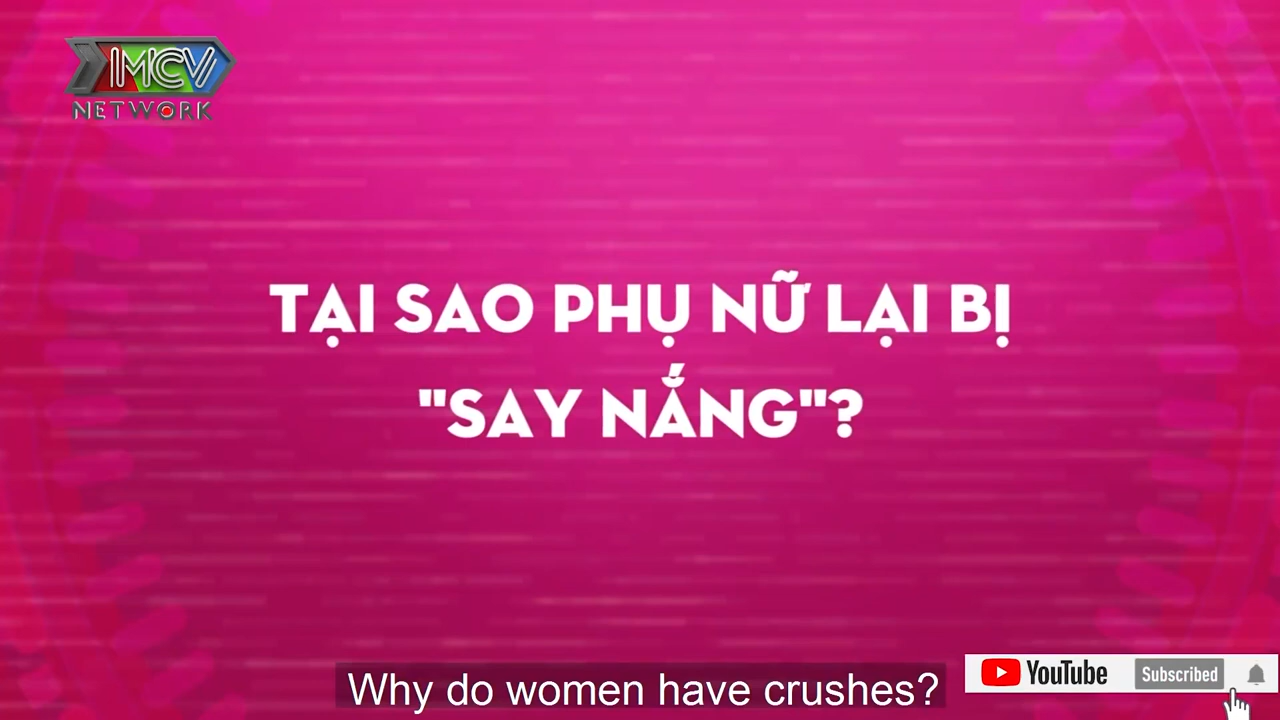 MCV
NETWORK
TẠI SAO PHỤ NỮ LẠI BỊ
"SAY NẮNG"?
Why do women have crushes?
YouTube Subscribed